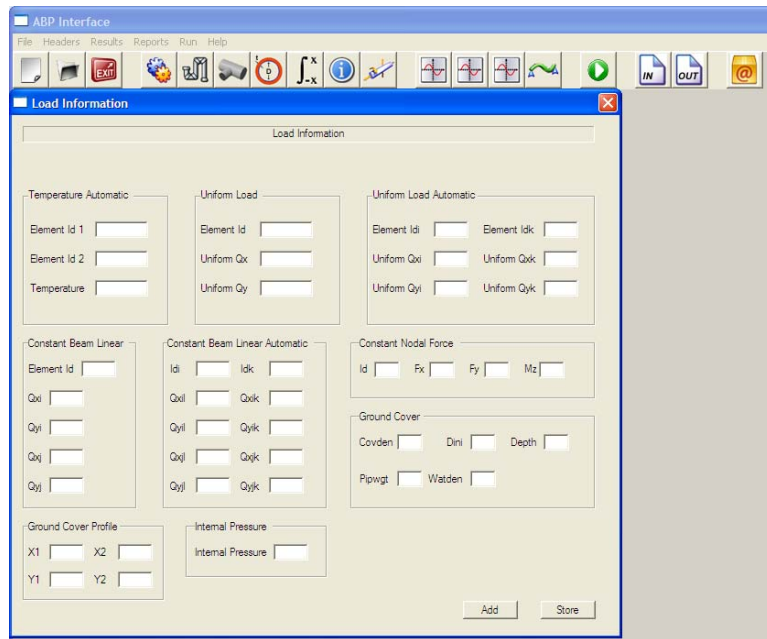 ABP Interface
File Headers Results Reports Run Help
EXIT
D
x
-x
i
IN OUT @
Load Information
Load Information
Temperature Automatic
Element Id 1
Element Id 2
Temperature
Uniform Load
Element Id
Uniform Qx
Uniform Qy
Uniform Load Automatic
Element Idi Element Idk
Uniform Qxi Uniform Qxk
Uniform Qyi Uniform Qyk
Constant Beam Linear
Element Id
Qxi
Qyi
Qxj
Qyj
Constant Beam Linear Automatic
Idi Idk
Qxil Qxik
Qyil Qyik
Qxjl Qxjk
Qyjl Qyjk
Constant Nodal Force
Id Fx Fy Mz
Ground Cover
Covden Dini Depth
Pipwgt Watden
Ground Cover Profile
X1 X2
Y1 Y2
Internal Pressure
Internal Pressure
Add Store